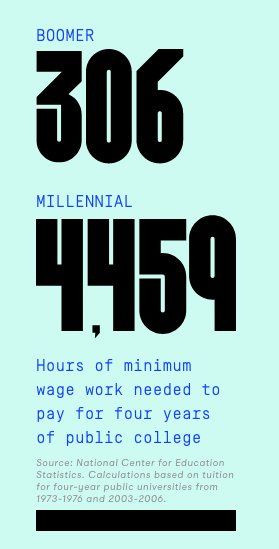 BOOMER
306
MILLENNIAL
4,459
Hours of minimum
wage work needed to
pay for four years
of public college
Source: National Center for Education
Statistics. Calculations based on tuition
for four-year public universities from
1973-1976 and 2003-2006.